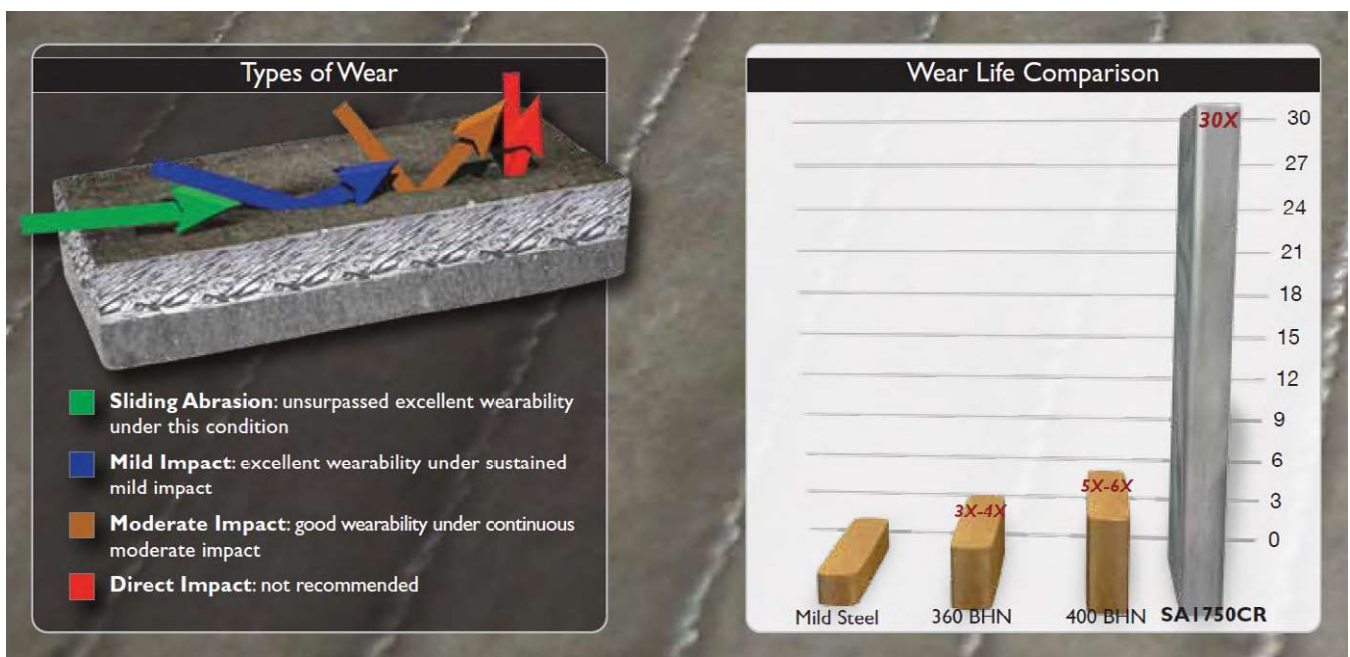 Types of Wear
Sliding Abrasion: unsurpassed excellent wearability
under this condition
Mild Impact: excellent wearability under sustained
mild impact
Moderate Impact: good wearability under continuous
moderate impact
Direct Impact: not recommended
Wear Life Comparison
30X
30
27
24
21
18
15
12
9
6
3
0
5X-6X
3X-4X
Mild Steel
360 BHN
400 BHN
SA1750CR